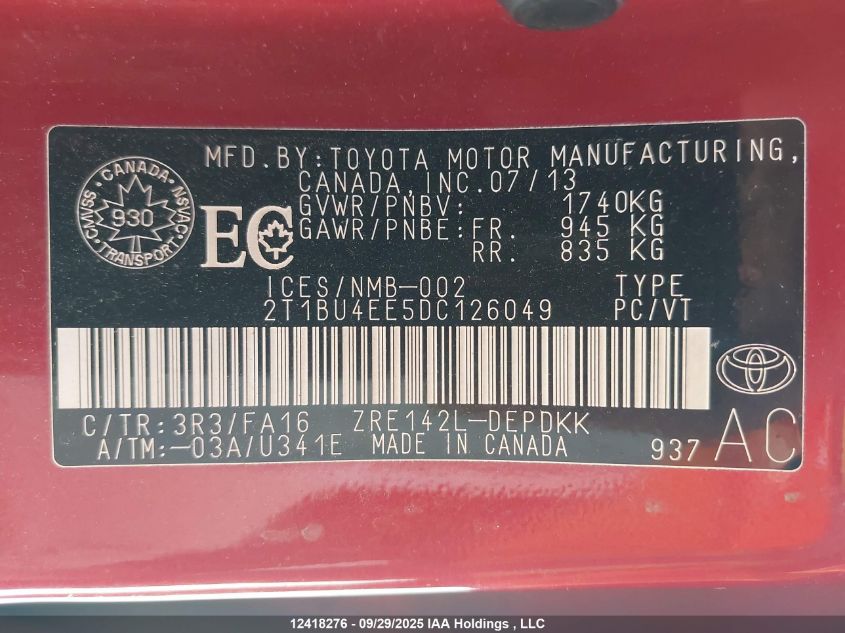 MFD.BY:TOYOTA MOTOR MANUFACTURING,
CANADA,INC.07/13
GVWR/PNBV: 1740KG
GAWR/PNBE:FR. 945 KG
RR. 835 KG
CANADA
CMVSS 930 NSVAC
TRANSPORT
EC
ICES/NMB-002 TYPE
2T1BU4EE5DC126049 PC/VT
C/TR:3R3/FA16 ZRE142L-DEPDKK
A/TM:-03A/U341E MADE IN CANADA 937 AC
12418276 - 09/29/2025 IAA Holdings , LLC